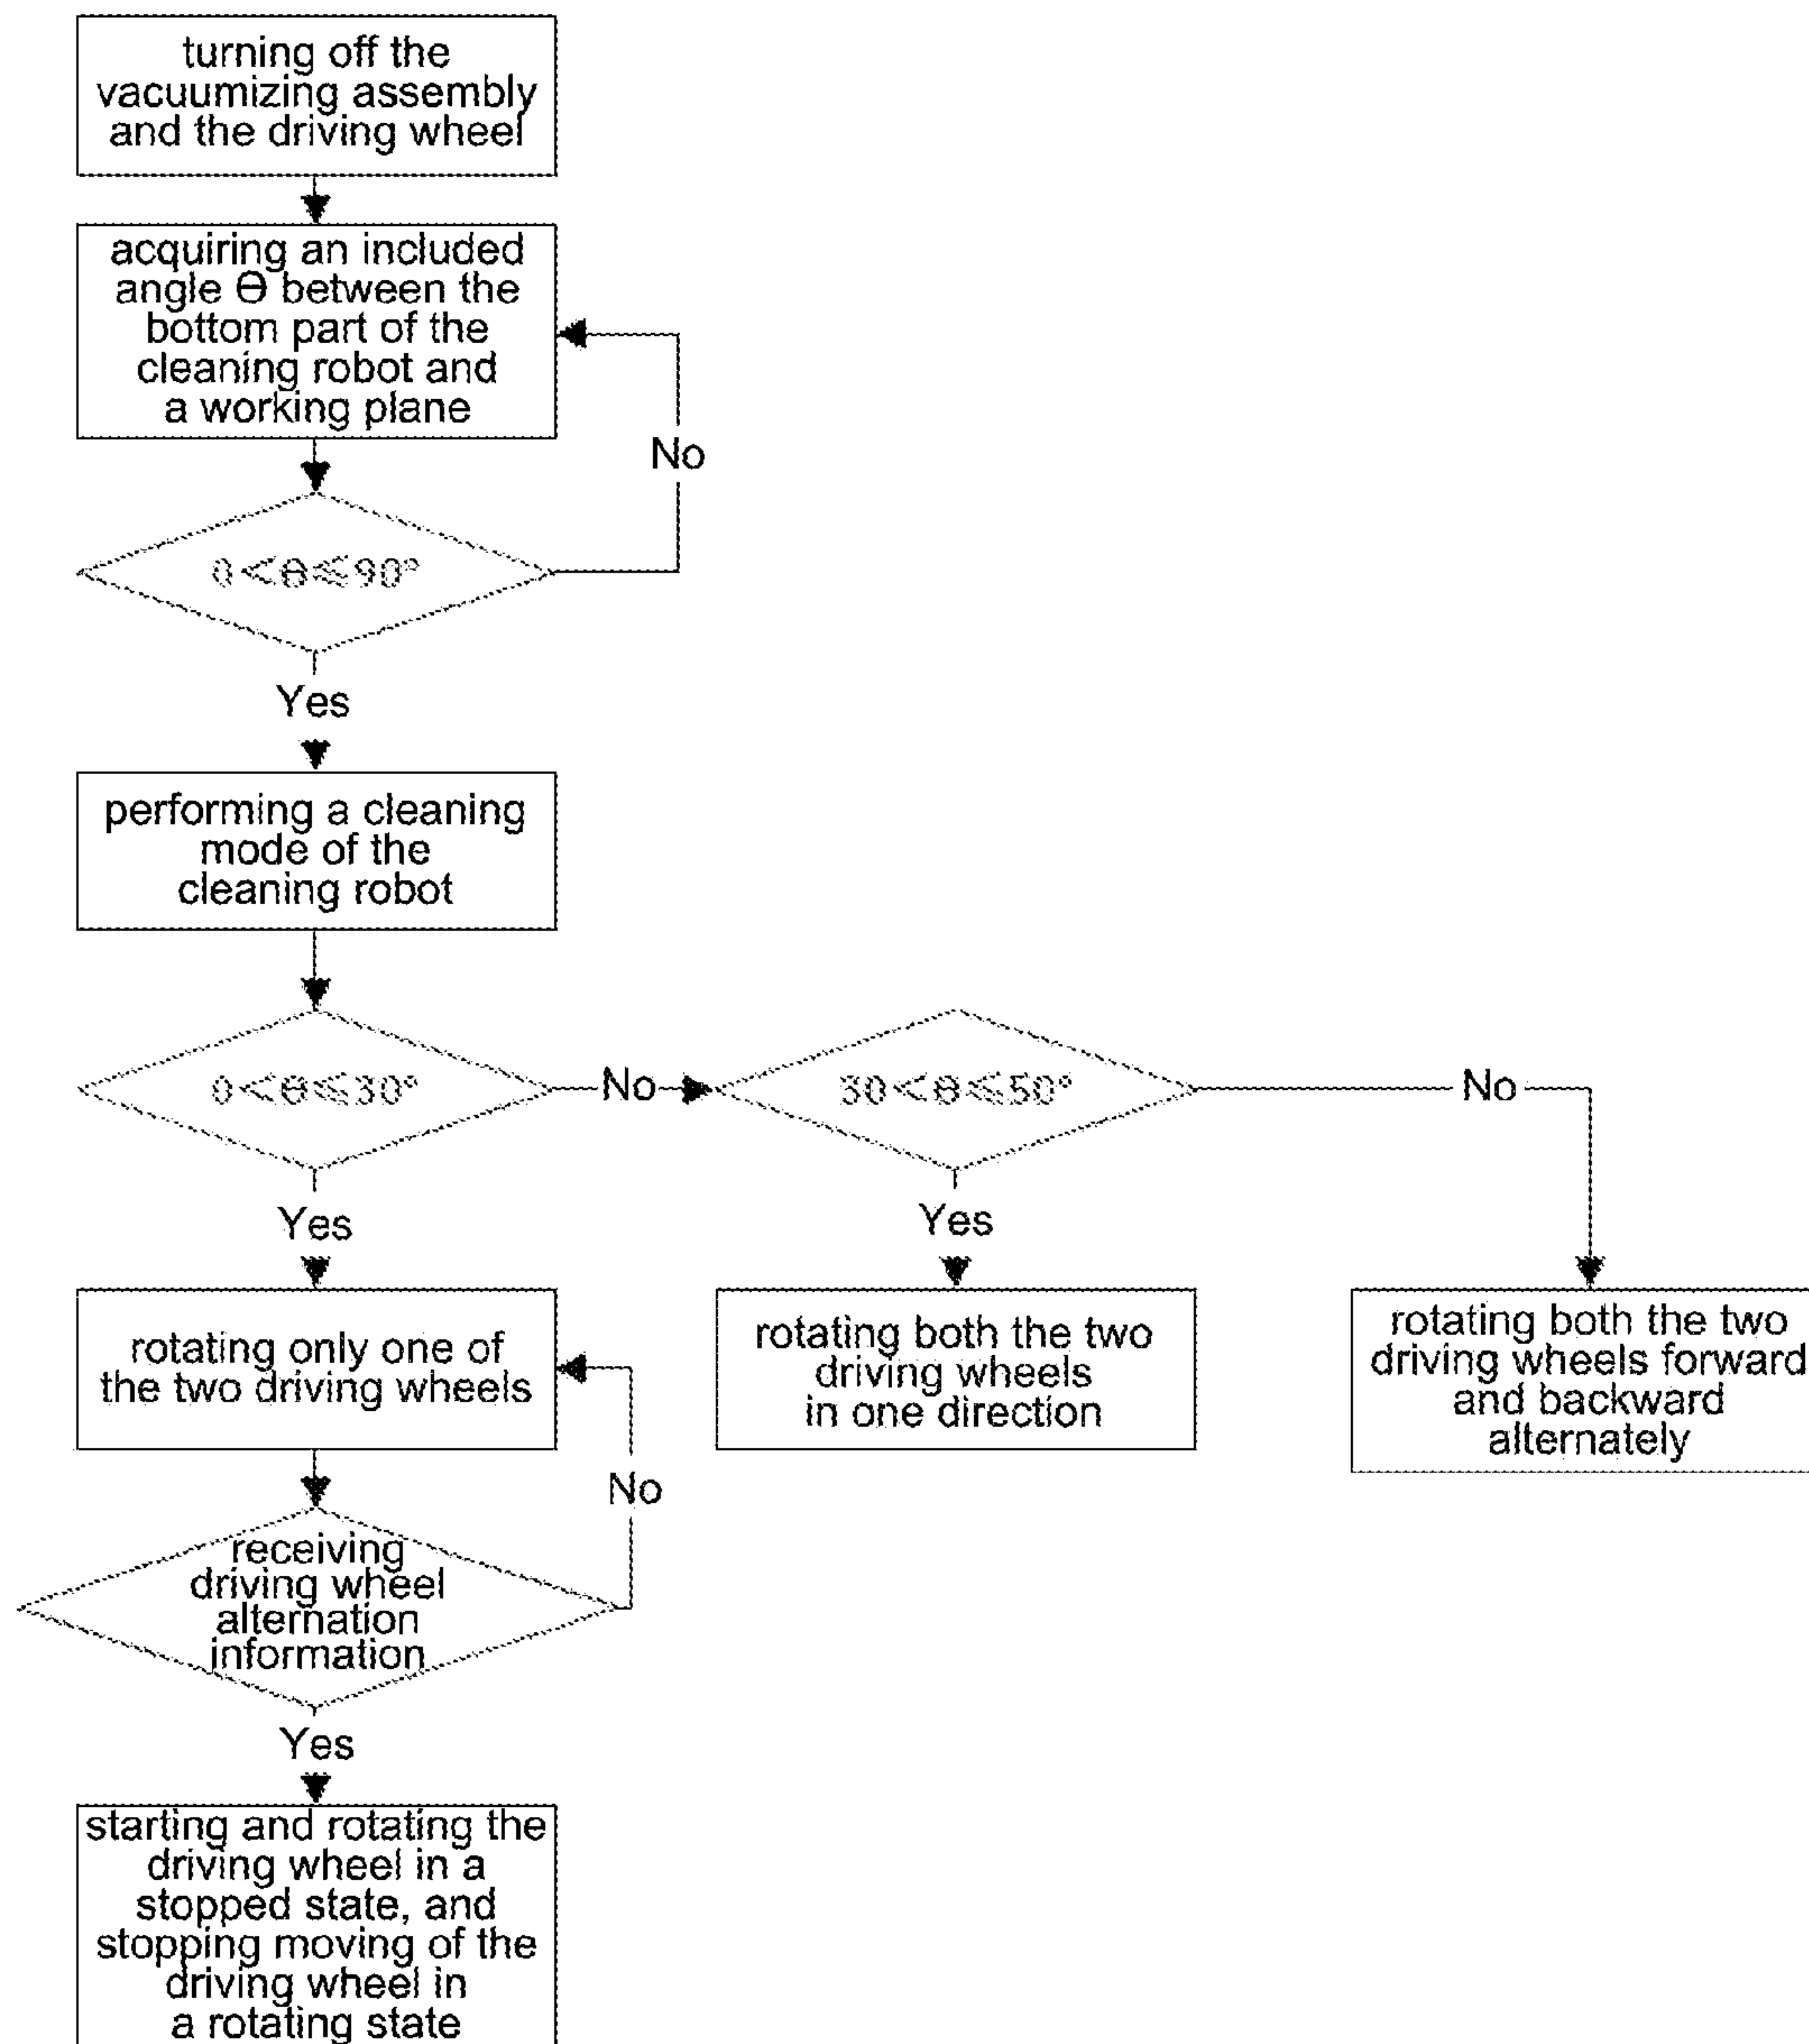 turning off the
vacuumizing assembly
and the driving wheel
acquiring an included
angle Θ between the
bottom part of the
cleaning robot and
a working plane
No
0<θ≦90°
Yes
performing a cleaning
mode of the
cleaning robot
0<θ≦30°
No
30<θ≦50°
No
Yes
Yes
rotating only one of
the two driving wheels
rotating both the two
driving wheels
in one direction
rotating both the two
driving wheels forward
and backward
alternately
No
receiving
driving wheel
alternation
information
Yes
starting and rotating the
driving wheel in a
stopped state, and
stopping moving of the
driving wheel in
a rotating state